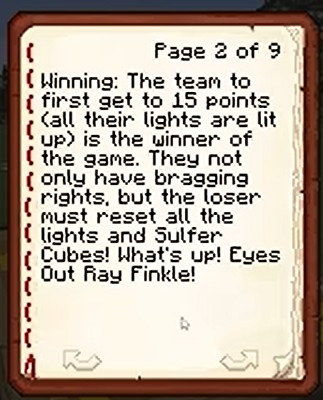 Page 2 of 9
Winning: The team to
first get to 15 points
(all their lights are lit
up) is the winner of
the game. They not
only have bragging
rights, but the loser
must reset all the
lights and Sulfer
Cubes! What's up! Eyes
Out Ray Finkle!